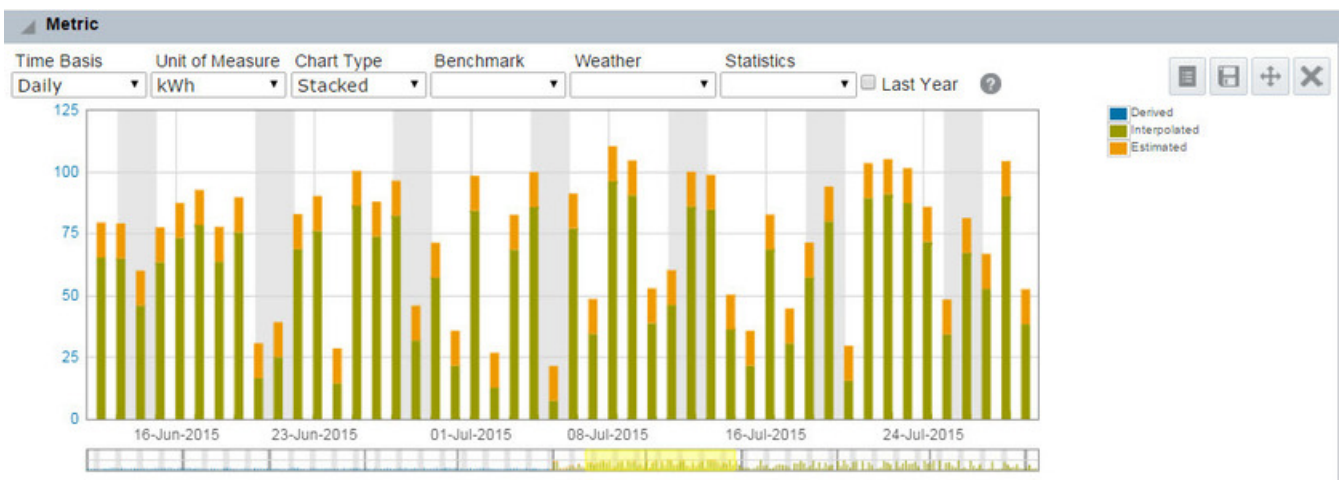 Metric
Time Basis Unit of Measure Chart Type Benchmark Weather Statistics
Daily kWh Stacked Last Year ?
125
100
75
50
25
0
16-Jun-2015 23-Jun-2015 01-Jul-2015 08-Jul-2015 16-Jul-2015 24-Jul-2015
Derived
Interpolated
Estimated